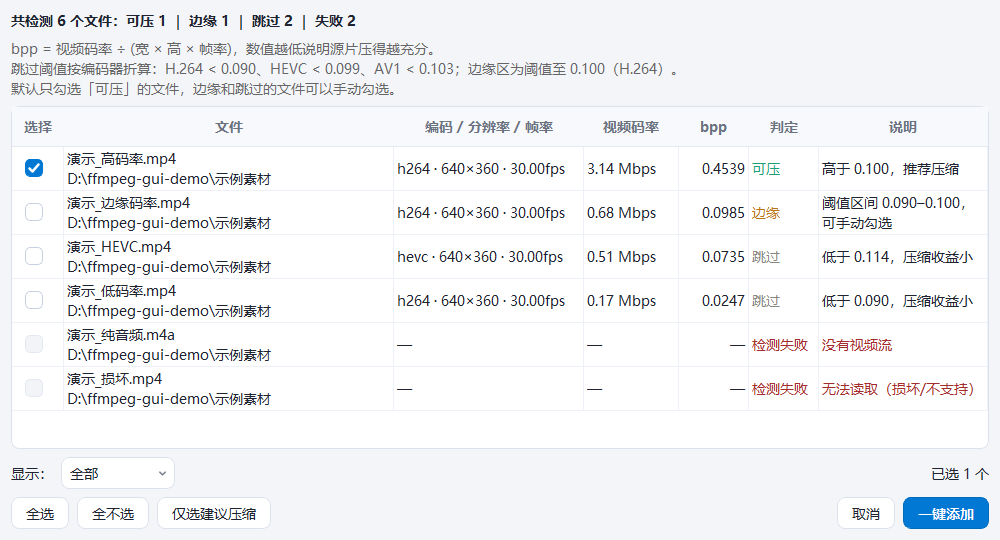 共检测 6 个文件：可压 1 ｜ 边缘 1 ｜ 跳过 2 ｜ 失败 2
bpp = 视频码率 ÷ (宽 × 高 × 帧率)，数值越低说明源片压得越充分。
跳过阈值按编码器折算：H.264 < 0.090、HEVC < 0.099、AV1 < 0.103；边缘区为阈值至 0.100（H.264）。
默认只勾选「可压」的文件，边缘和跳过的文件可以手动勾选。
选择 文件 编码 / 分辨率 / 帧率 视频码率 bpp 判定 说明
演示_高码率.mp4
D:\ffmpeg-gui-demo\示例素材
h264 · 640×360 · 30.00fps 3.14 Mbps 0.4539 可压 高于 0.100，推荐压缩
演示_边缘码率.mp4
D:\ffmpeg-gui-demo\示例素材
h264 · 640×360 · 30.00fps 0.68 Mbps 0.0985 边缘 阈值区间 0.090–0.100，
可手动勾选
演示_HEVC.mp4
D:\ffmpeg-gui-demo\示例素材
hevc · 640×360 · 30.00fps 0.51 Mbps 0.0735 跳过 低于 0.114，压缩收益小
演示_低码率.mp4
D:\ffmpeg-gui-demo\示例素材
h264 · 640×360 · 30.00fps 0.17 Mbps 0.0247 跳过 低于 0.090，压缩收益小
演示_纯音频.m4a
D:\ffmpeg-gui-demo\示例素材
— — — 检测失败 没有视频流
演示_损坏.mp4
D:\ffmpeg-gui-demo\示例素材
— — — 检测失败 无法读取（损坏/不支持）
显示： 全部 已选 1 个
全选 全不选 仅选建议压缩 取消 一键添加